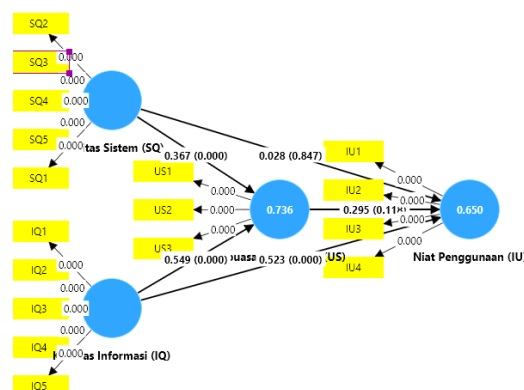 SQ2
SQ3
SQ4
SQ5
SQ1
0.000
0.000
0.000
0.000
0.000
tas Sistem (SQ)
0.367 (0.000)
0.028 (0.847)
US1
US2
US3
0.000
0.000
0.000
0.736
puasa
(US)
IU1
IU2
IU3
IU4
0.000
0.000
0.000
0.000
0.295 (0.118)
0.650
Niat Penggunaan (IU)
0.549 (0.000)
0.523 (0.000)
IQ1
IQ2
IQ3
IQ4
IQ5
0.000
0.000
0.000
0.000
0.000
as Informasi (IQ)